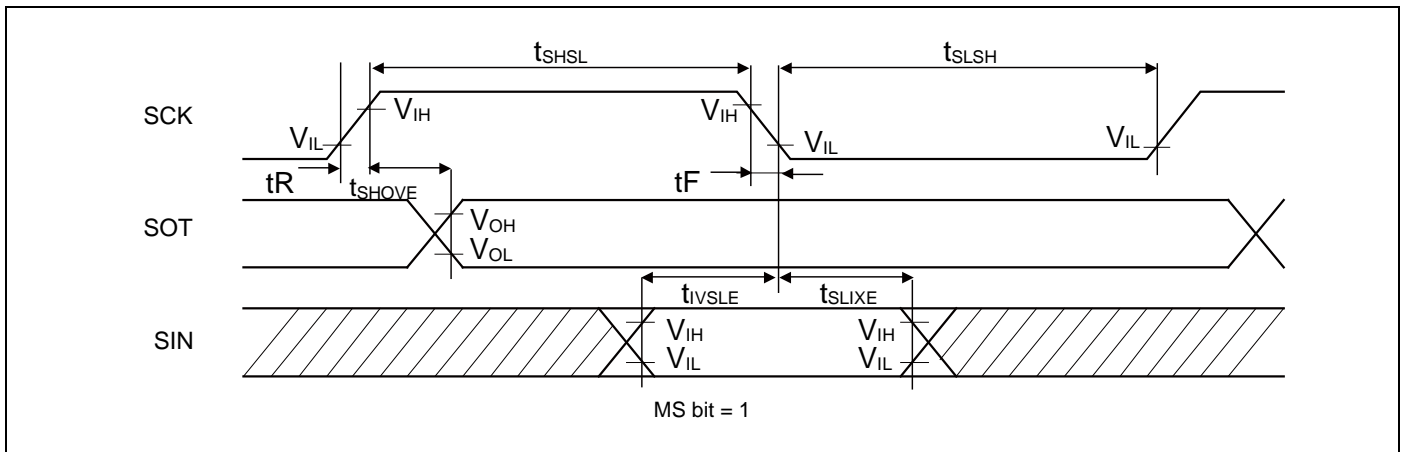 tSHSL
tSLSH
SCK
VIH
VIH
VIL
VIL
VIL
tR
tSHOVE
tF
SOT
VOH
VOL
tIVSLE
tSLIXE
SIN
VIH
VIH
VIL
VIL
MS bit = 1